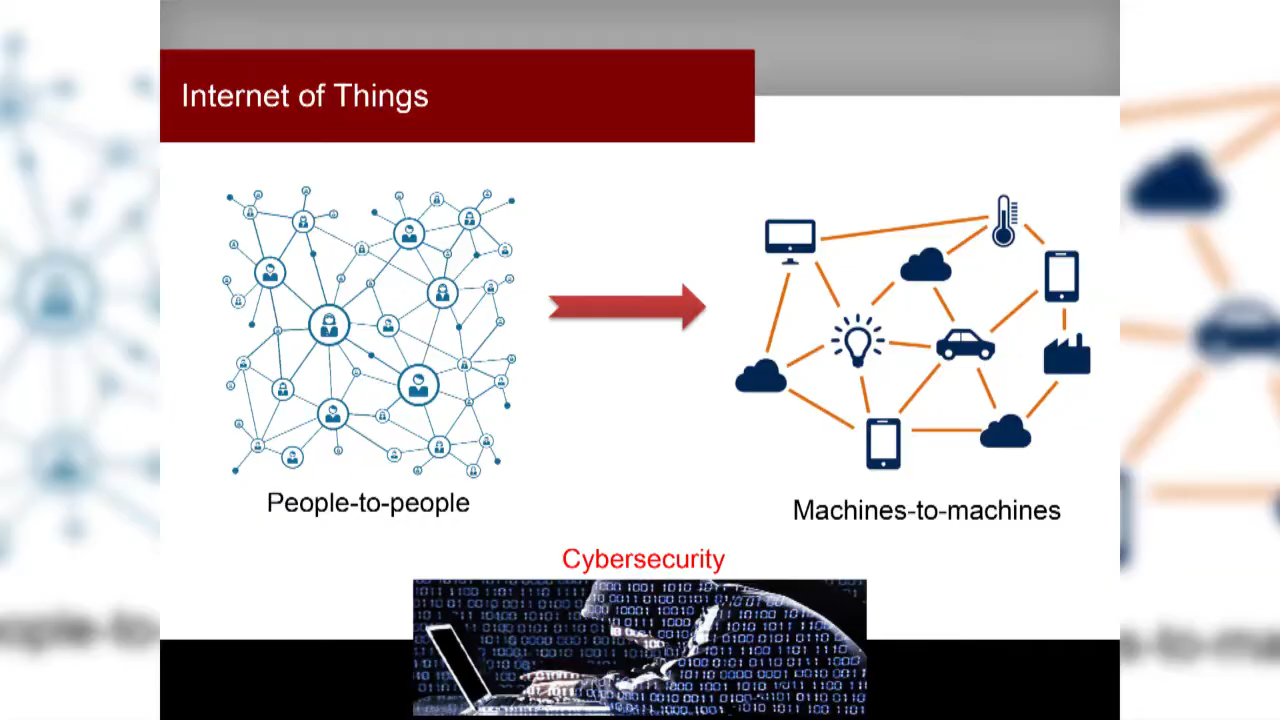 Internet of Things
People-to-people
Machines-to-machines
Cybersecurity